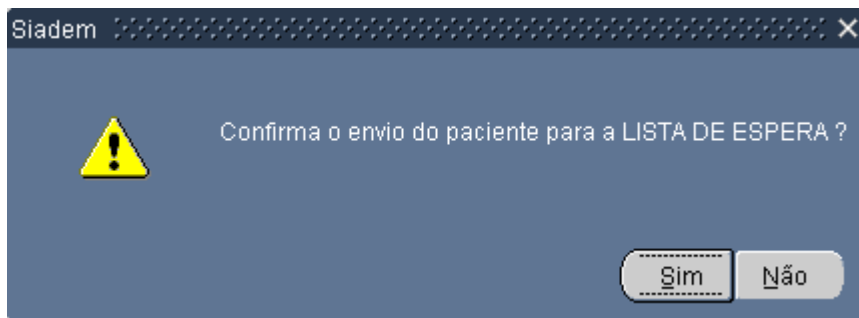 Siadem
Confirma o envio do paciente para a LISTA DE ESPERA ?
Sim
Não